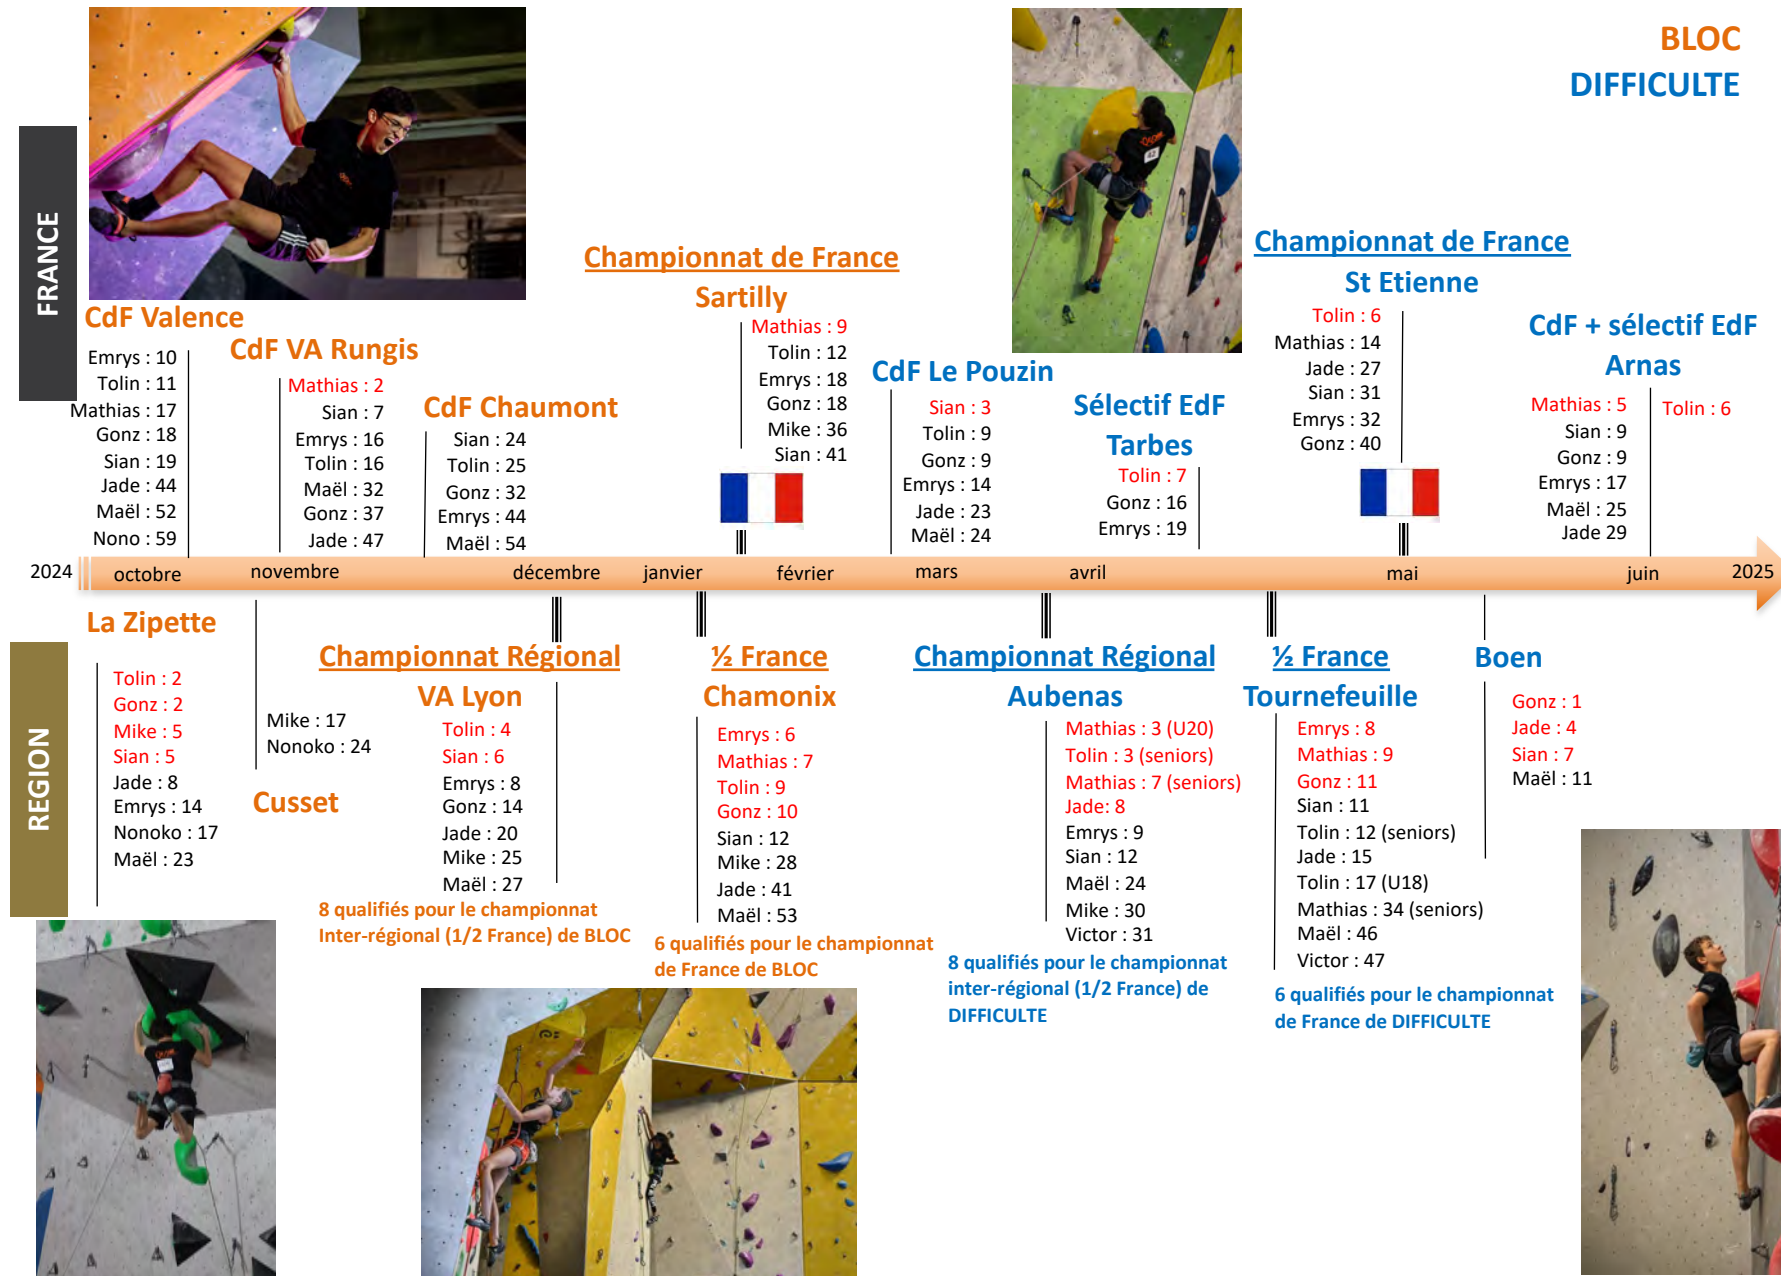 BLOC
DIFFICULTE
FRANCE
CdF Valence
Emrys : 10
Tolin : 11
Mathias : 17
Gonz : 18
Sian : 19
Jade : 44
Maël : 52
Nono : 59
CdF VA Rungis
Mathias : 2
Sian : 7
Emrys : 16
Tolin : 16
Maël : 32
Gonz : 37
Jade : 47
CdF Chaumont
Sian : 24
Tolin : 25
Gonz : 32
Emrys : 44
Maël : 54
Championnat de France
Sartilly
Mathias : 9
Tolin : 12
Emrys : 18
Gonz : 18
Mike : 36
Sian : 41
CdF Le Pouzin
Sian : 3
Tolin : 9
Gonz : 9
Emrys : 14
Jade : 23
Maël : 24
Sélectif EdF
Tarbes
Tolin : 7
Gonz : 16
Emrys : 19
Championnat de France
St Etienne
Tolin : 6
Mathias : 14
Jade : 27
Sian : 31
Emrys : 32
Gonz : 40
CdF + sélectif EdF
Arnas
Mathias : 5
Sian : 9
Gonz : 9
Emrys : 17
Maël : 25
Jade 29
Tolin : 6
2024 octobre novembre décembre janvier février mars avril mai juin 2025
REGION
La Zipette
Tolin : 2
Gonz : 2
Mike : 5
Sian : 5
Jade : 8
Emrys : 14
Nonoko : 17
Maël : 23
Mike : 17
Nonoko : 24
Cusset
Championnat Régional
VA Lyon
Tolin : 4
Sian : 6
Emrys : 8
Gonz : 14
Jade : 20
Mike : 25
Maël : 27
8 qualifiés pour le championnat
Inter-régional (1/2 France) de BLOC
½ France
Chamonix
Emrys : 6
Mathias : 7
Tolin : 9
Gonz : 10
Sian : 12
Mike : 28
Jade : 41
Maël : 53
6 qualifiés pour le championnat
de France de BLOC
Championnat Régional
Aubenas
Mathias : 3 (U20)
Tolin : 3 (seniors)
Mathias : 7 (seniors)
Jade: 8
Emrys : 9
Sian : 12
Maël : 24
Mike : 30
Victor : 31
8 qualifiés pour le championnat
inter-régional (1/2 France) de
DIFFICULTE
½ France
Tournefeuille
Emrys : 8
Mathias : 9
Gonz : 11
Sian : 11
Tolin : 12 (seniors)
Jade : 15
Tolin : 17 (U18)
Mathias : 34 (seniors)
Maël : 46
Victor : 47
6 qualifiés pour le championnat
de France de DIFFICULTE
Boen
Gonz : 1
Jade : 4
Sian : 7
Maël : 11